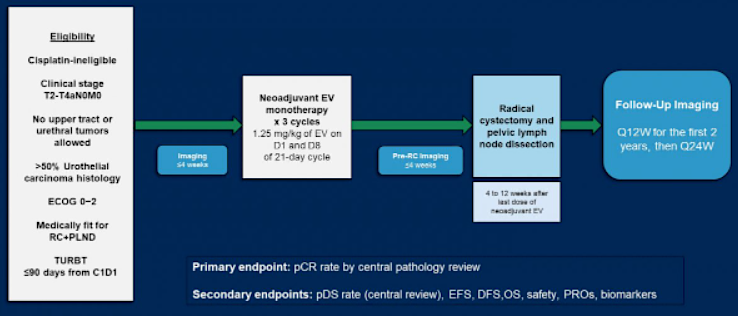 Eligibility
Cisplatin-ineligible
Clinical stage
T2-T4aN0M0
No upper tract or
urethral tumors
allowed
>50% Urothelial
carcinoma histology
ECOG 0–2
Medically fit for
RC+PLND
TURBT
≤90 days from C1D1
Imaging
≤4 weeks
Neoadjuvant EV
monotherapy
x 3 cycles
1.25 mg/kg of EV on
D1 and D8
of 21-day cycle
Pre-RC Imaging
≤4 weeks
Radical
cystectomy and
pelvic lymph
node dissection
4 to 12 weeks after
last dose of
neoadjuvant EV
Follow-Up Imaging
Q12W for the first 2
years, then Q24W
Primary endpoint: pCR rate by central pathology review
Secondary endpoints: pDS rate (central review), EFS, DFS,OS, safety, PROs, biomarkers